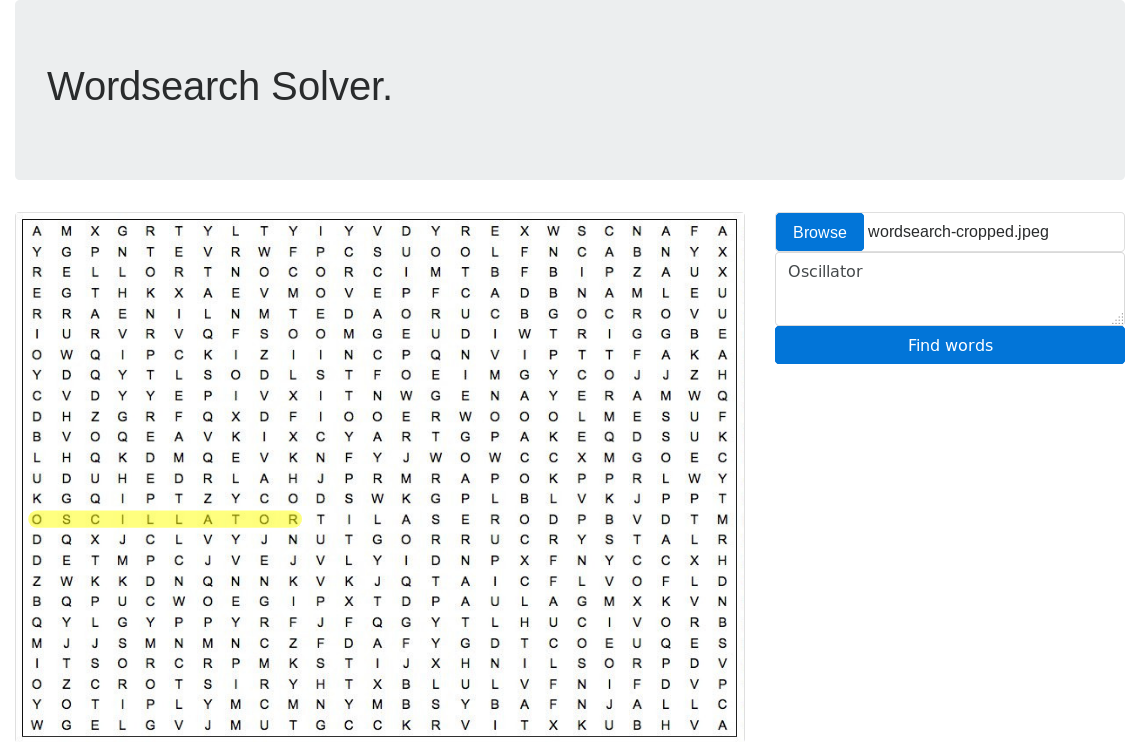 Wordsearch Solver.
Browse wordsearch-cropped.jpeg
Oscillator
Find words
A M X G R T Y L T Y I Y V D Y R E X W S C N A F A
Y G P N T E V R W F P C S U O O L F N C A B N Y X
R E L L O R T N O C O R C I M T B F B I P Z A U X
E G T H K X A E V M O V E P F C A D B N A M L E U
R R A E N I L N M T E D A O R U C B G O C R O V U
I U R V R V Q F S O O M G E U D I W T R I G G B E
O W Q I P C K I Z I I N C P Q N V I P T T F A K A
Y D Q Y T L S O D L S T F O E I M G Y C O J J Z H
C V D Y Y E P I V X I T N W G E N A Y E R A M W Q
D H Z G R F Q X D F I O O E R W O O O L M E S U F
B V O Q E A V K I X C Y A R T G P A K E Q D S U K
L H Q K D M Q E V K N F Y J W O W C C X M G O E C
U D U H E D R L A H J P R M R A P O K P P R L W Y
K G Q I P T Z Y C O D S W K G P L B L V K J P P T
O S C I L L A T O R T I L A S E R O D P B V D T M
D Q X J C L V Y J N U T G O R R U C R Y S T A L R
D E T M P C J V E J V L Y I D N P X F N Y C C X H
Z W K K D N Q N N K V K J Q T A I C F L V O F L D
B Q P U C W O E G I P X T D P A U L A G M X K V N
Q Y L G Y P P Y R F J F Q G Y T L H U C I V O R B
M J J S M N M N C Z F D A F Y G D T C O E U Q E S
I T S O R C R P M K S T I J X H N I L S O R P D V
O Z C R O T S I R Y H T X B L U L V F N I F D V P
Y O T I P L Y M C M N Y M B S Y B A F N J A L L C
W G E L G V J M U T G C C K R V I T X K U B H V A